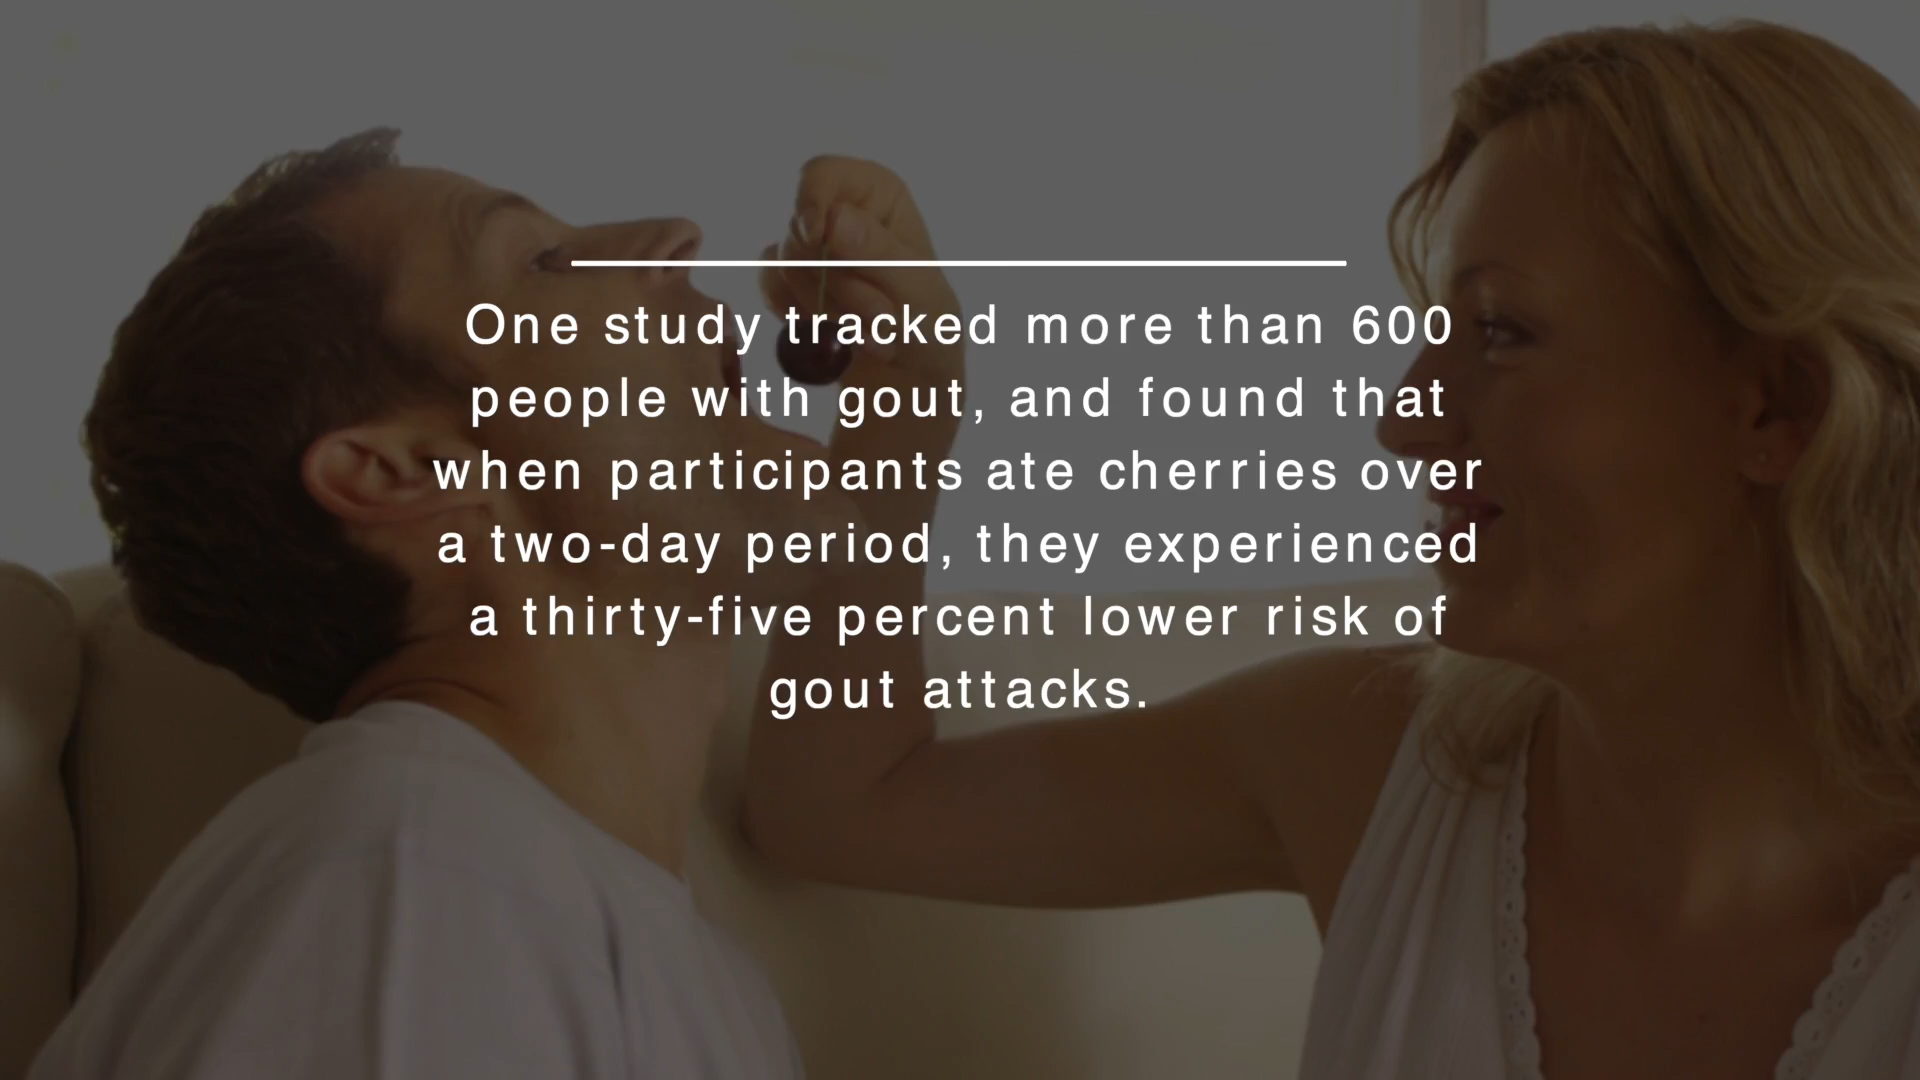 One study tracked more than 600
people with gout, and found that
when participants ate cherries over
a two-day period, they experienced
a thirty-five percent lower risk of
gout attacks.